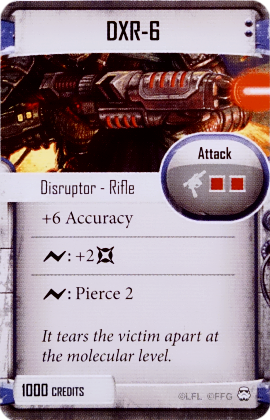 DXR-6
Attack
Disruptor - Rifle
+6 Accuracy
: +2
: Pierce 2
It tears the victim apart at
the molecular level.
1000 CREDITS
©LFL ©FFG